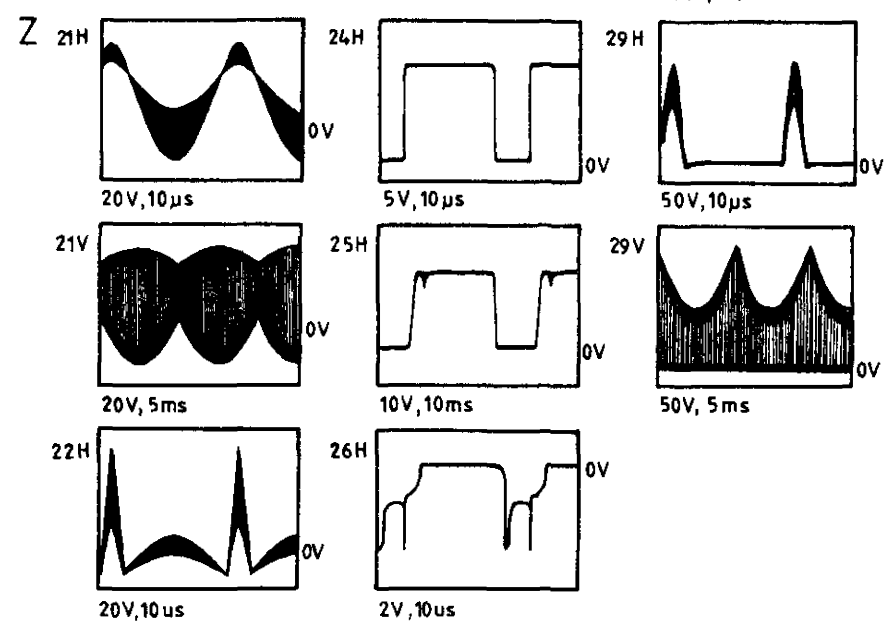 Z
21H
0V
20V,10µs
24H
0V
5V,10µs
29H
0V
50V,10µs
21V
0V
20V,5ms
25H
0V
10V,10ms
29V
0V
50V,5ms
22H
0V
20V,10us
26H
0V
2V,10us